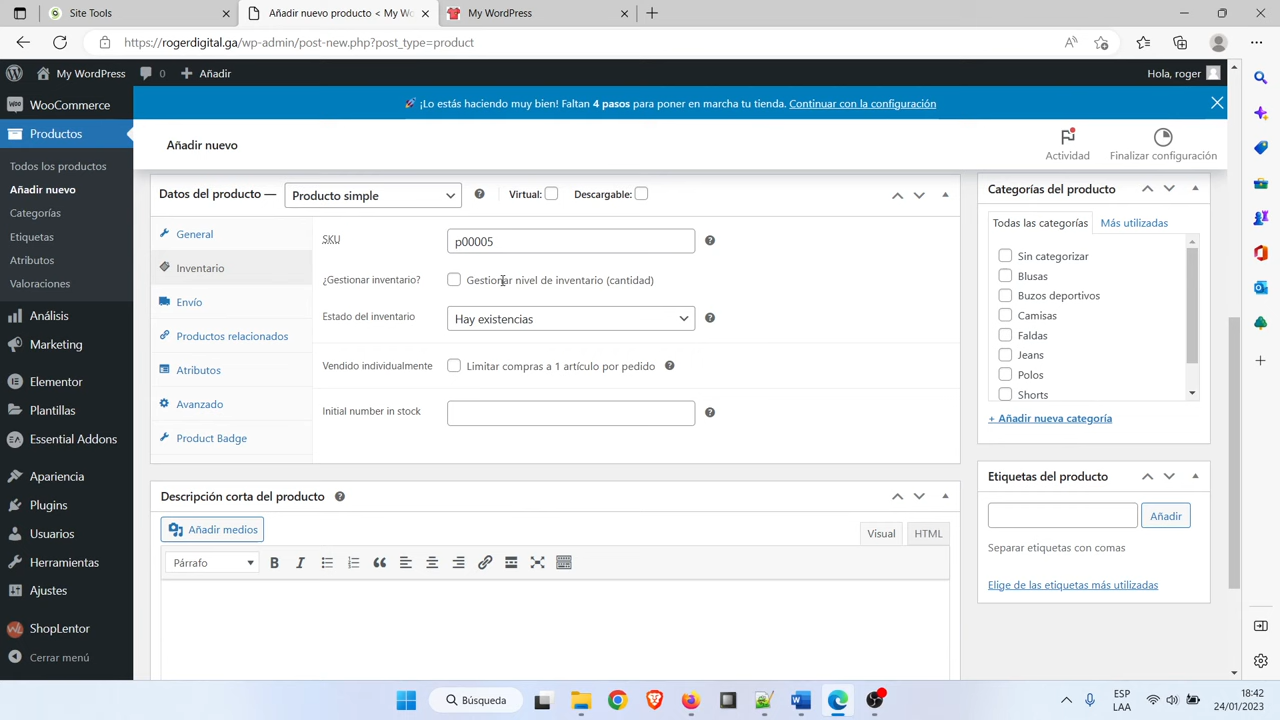 Site Tools
Añadir nuevo producto < My Wo
My WordPress
https://rogerdigital.ga/wp-admin/post-new.php?post_type=product
My WordPress
0
Añadir
Hola, roger
¡Lo estás haciendo muy bien! Faltan 4 pasos para poner en marcha tu tienda. Continuar con la configuración
WooCommerce
Productos
Todos los productos
Añadir nuevo
Categorías
Etiquetas
Atributos
Valoraciones
Análisis
Marketing
Elementor
Plantillas
Essential Addons
Apariencia
Plugins
Usuarios
Herramientas
Ajustes
ShopLentor
Cerrar menú
Añadir nuevo
Actividad
Finalizar configuración
Datos del producto —
Producto simple
Virtual:
Descargable:
General
Inventario
Envío
Productos relacionados
Atributos
Avanzado
Product Badge
SKU
p00005
¿Gestionar inventario?
Gestionar nivel de inventario (cantidad)
Estado del inventario
Hay existencias
Vendido individualmente
Limitar compras a 1 artículo por pedido
Initial number in stock
Descripción corta del producto
Añadir medios
Visual
HTML
Párrafo
B
I
Categorías del producto
Todas las categorías
Más utilizadas
Sin categorizar
Blusas
Buzos deportivos
Camisas
Faldas
Jeans
Polos
Shorts
+ Añadir nueva categoría
Etiquetas del producto
Añadir
Separar etiquetas con comas
Elige de las etiquetas más utilizadas
Búsqueda
ESP
LAA
18:42
24/01/2023